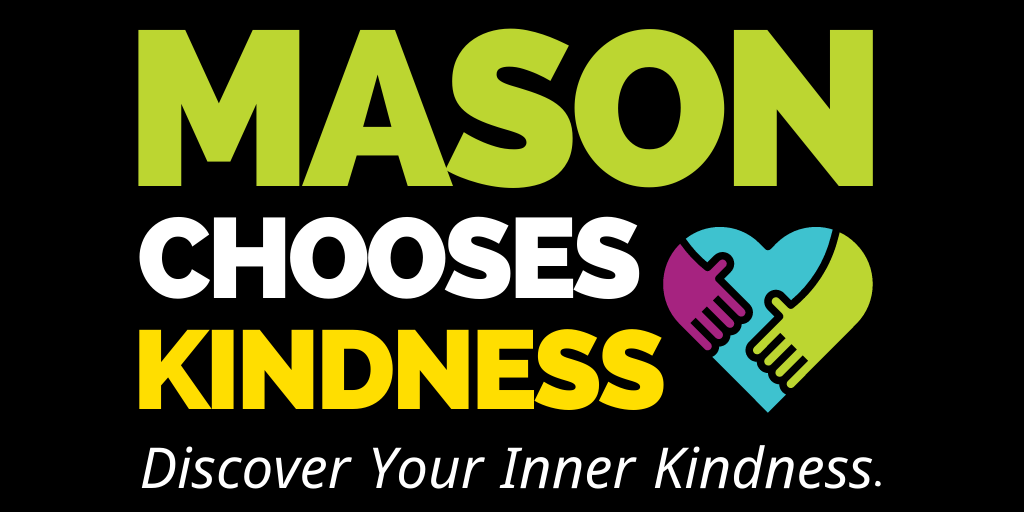 MASON
CHOOSES
KINDNESS
Discover Your Inner Kindness.